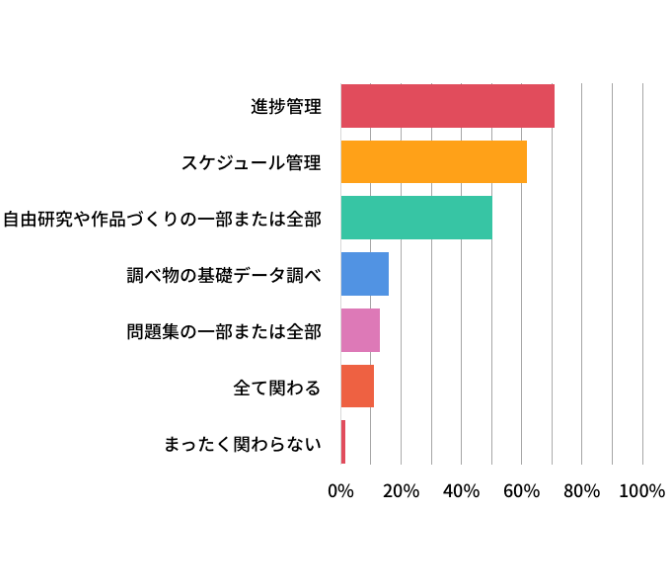 進捗管理
スケジュール管理
自由研究や作品づくりの一部または全部
調べ物の基礎データ調べ
問題集の一部または全部
全て関わる
まったく関わらない
0% 20% 40% 60% 80% 100%